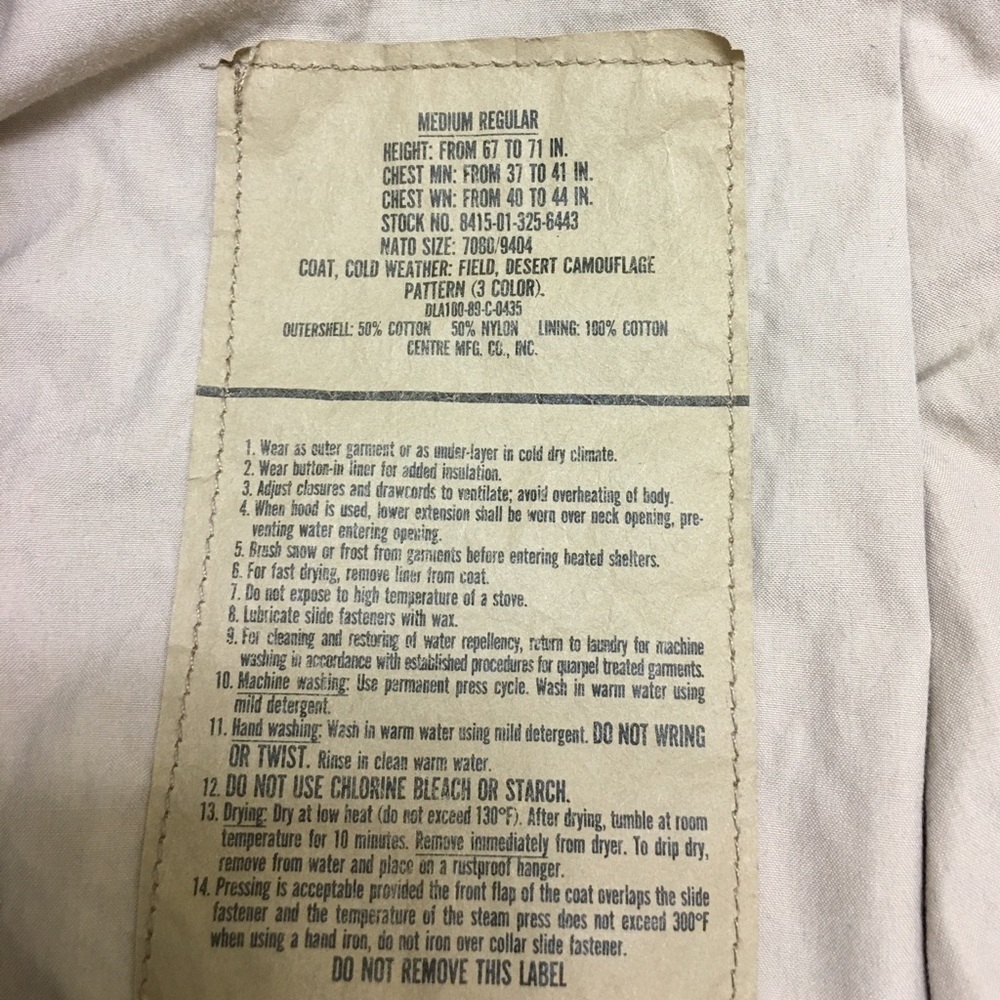 MEDIUM REGULAR
HEIGHT: FROM 67 TO 71 IN.
CHEST MN: FROM 37 TO 41 IN.
CHEST WN: FROM 40 TO 44 IN.
STOCK NO. 8415-01-325-6443
NATO SIZE: 7080/9404
COAT, COLD WEATHER: FIELD, DESERT CAMOUFLAGE
PATTERN (3 COLOR).
DLA100-89-C-0435
OUTERSHELL: 50% COTTON 50% NYLON LINING: 100% COTTON
CENTRE MFG. CO., INC.
1. Wear as outer garment or as under-layer in cold dry climate.
2. Wear button-in liner for added insulation.
3. Adjust closures and drawcords to ventilate; avoid overheating of body.
4. When hood is used, lower extension shall be worn over neck opening, pre-
venting water entering opening.
5. Brush snow or frost from garments before entering heated shelters.
6. For fast drying, remove liner from coat.
7. Do not expose to high temperature of a stove.
8. Lubricate slide fasteners with wax.
9. For cleaning and restoring of water repellency, return to laundry for machine
washing in accordance with established procedures for quarpel treated garments.
10. Machine washing: Use permanent press cycle. Wash in warm water using
mild detergent.
11. Hand washing: Wash in warm water using mild detergent. DO NOT WRING
OR TWIST. Rinse in clean warm water.
12. DO NOT USE CHLORINE BLEACH OR STARCH.
13. Drying: Dry at low heat (do not exceed 130°F). After drying, tumble at room
temperature for 10 minutes. Remove immediately from dryer. To drip dry,
remove from water and place on a rustproof hanger.
14. Pressing is acceptable provided the front flap of the coat overlaps the slide
fastener and the temperature of the steam press does not exceed 300°F
when using a hand iron, do not iron over collar slide fastener.
DO NOT REMOVE THIS LABEL